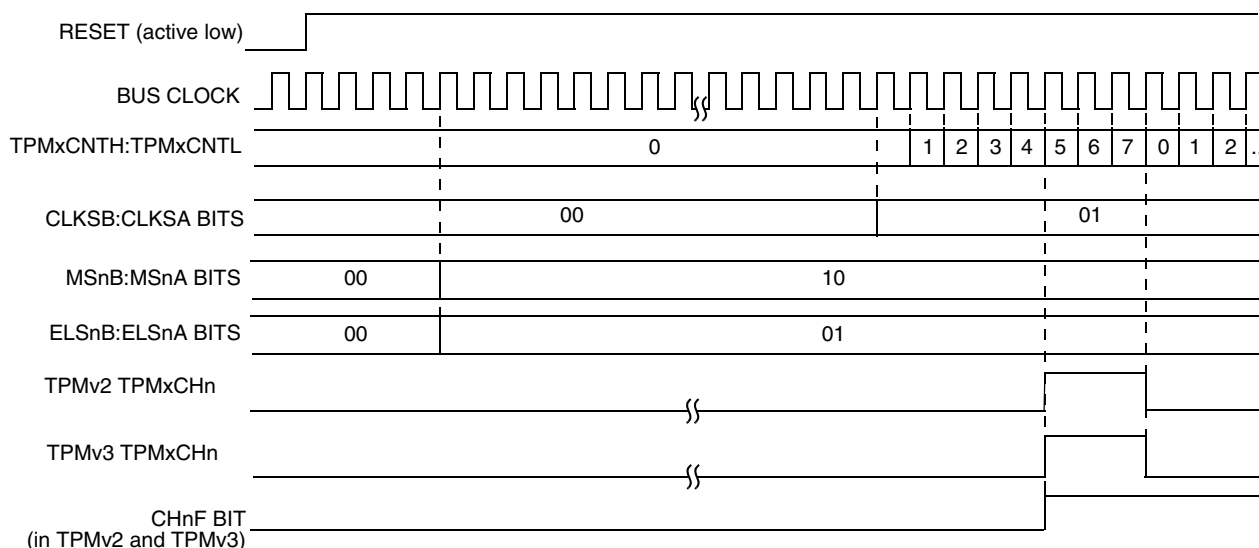 RESET (active low)
BUS CLOCK
TPMxCNTH:TPMxCNTL 0 1 2 3 4 5 6 7 0 1 2 ..
CLKSB:CLKSA BITS 00 01
MSnB:MSnA BITS 00 10
ELSnB:ELSnA BITS 00 01
TPMv2 TPMxCHn
TPMv3 TPMxCHn
CHnF BIT
(in TPMv2 and TPMv3)